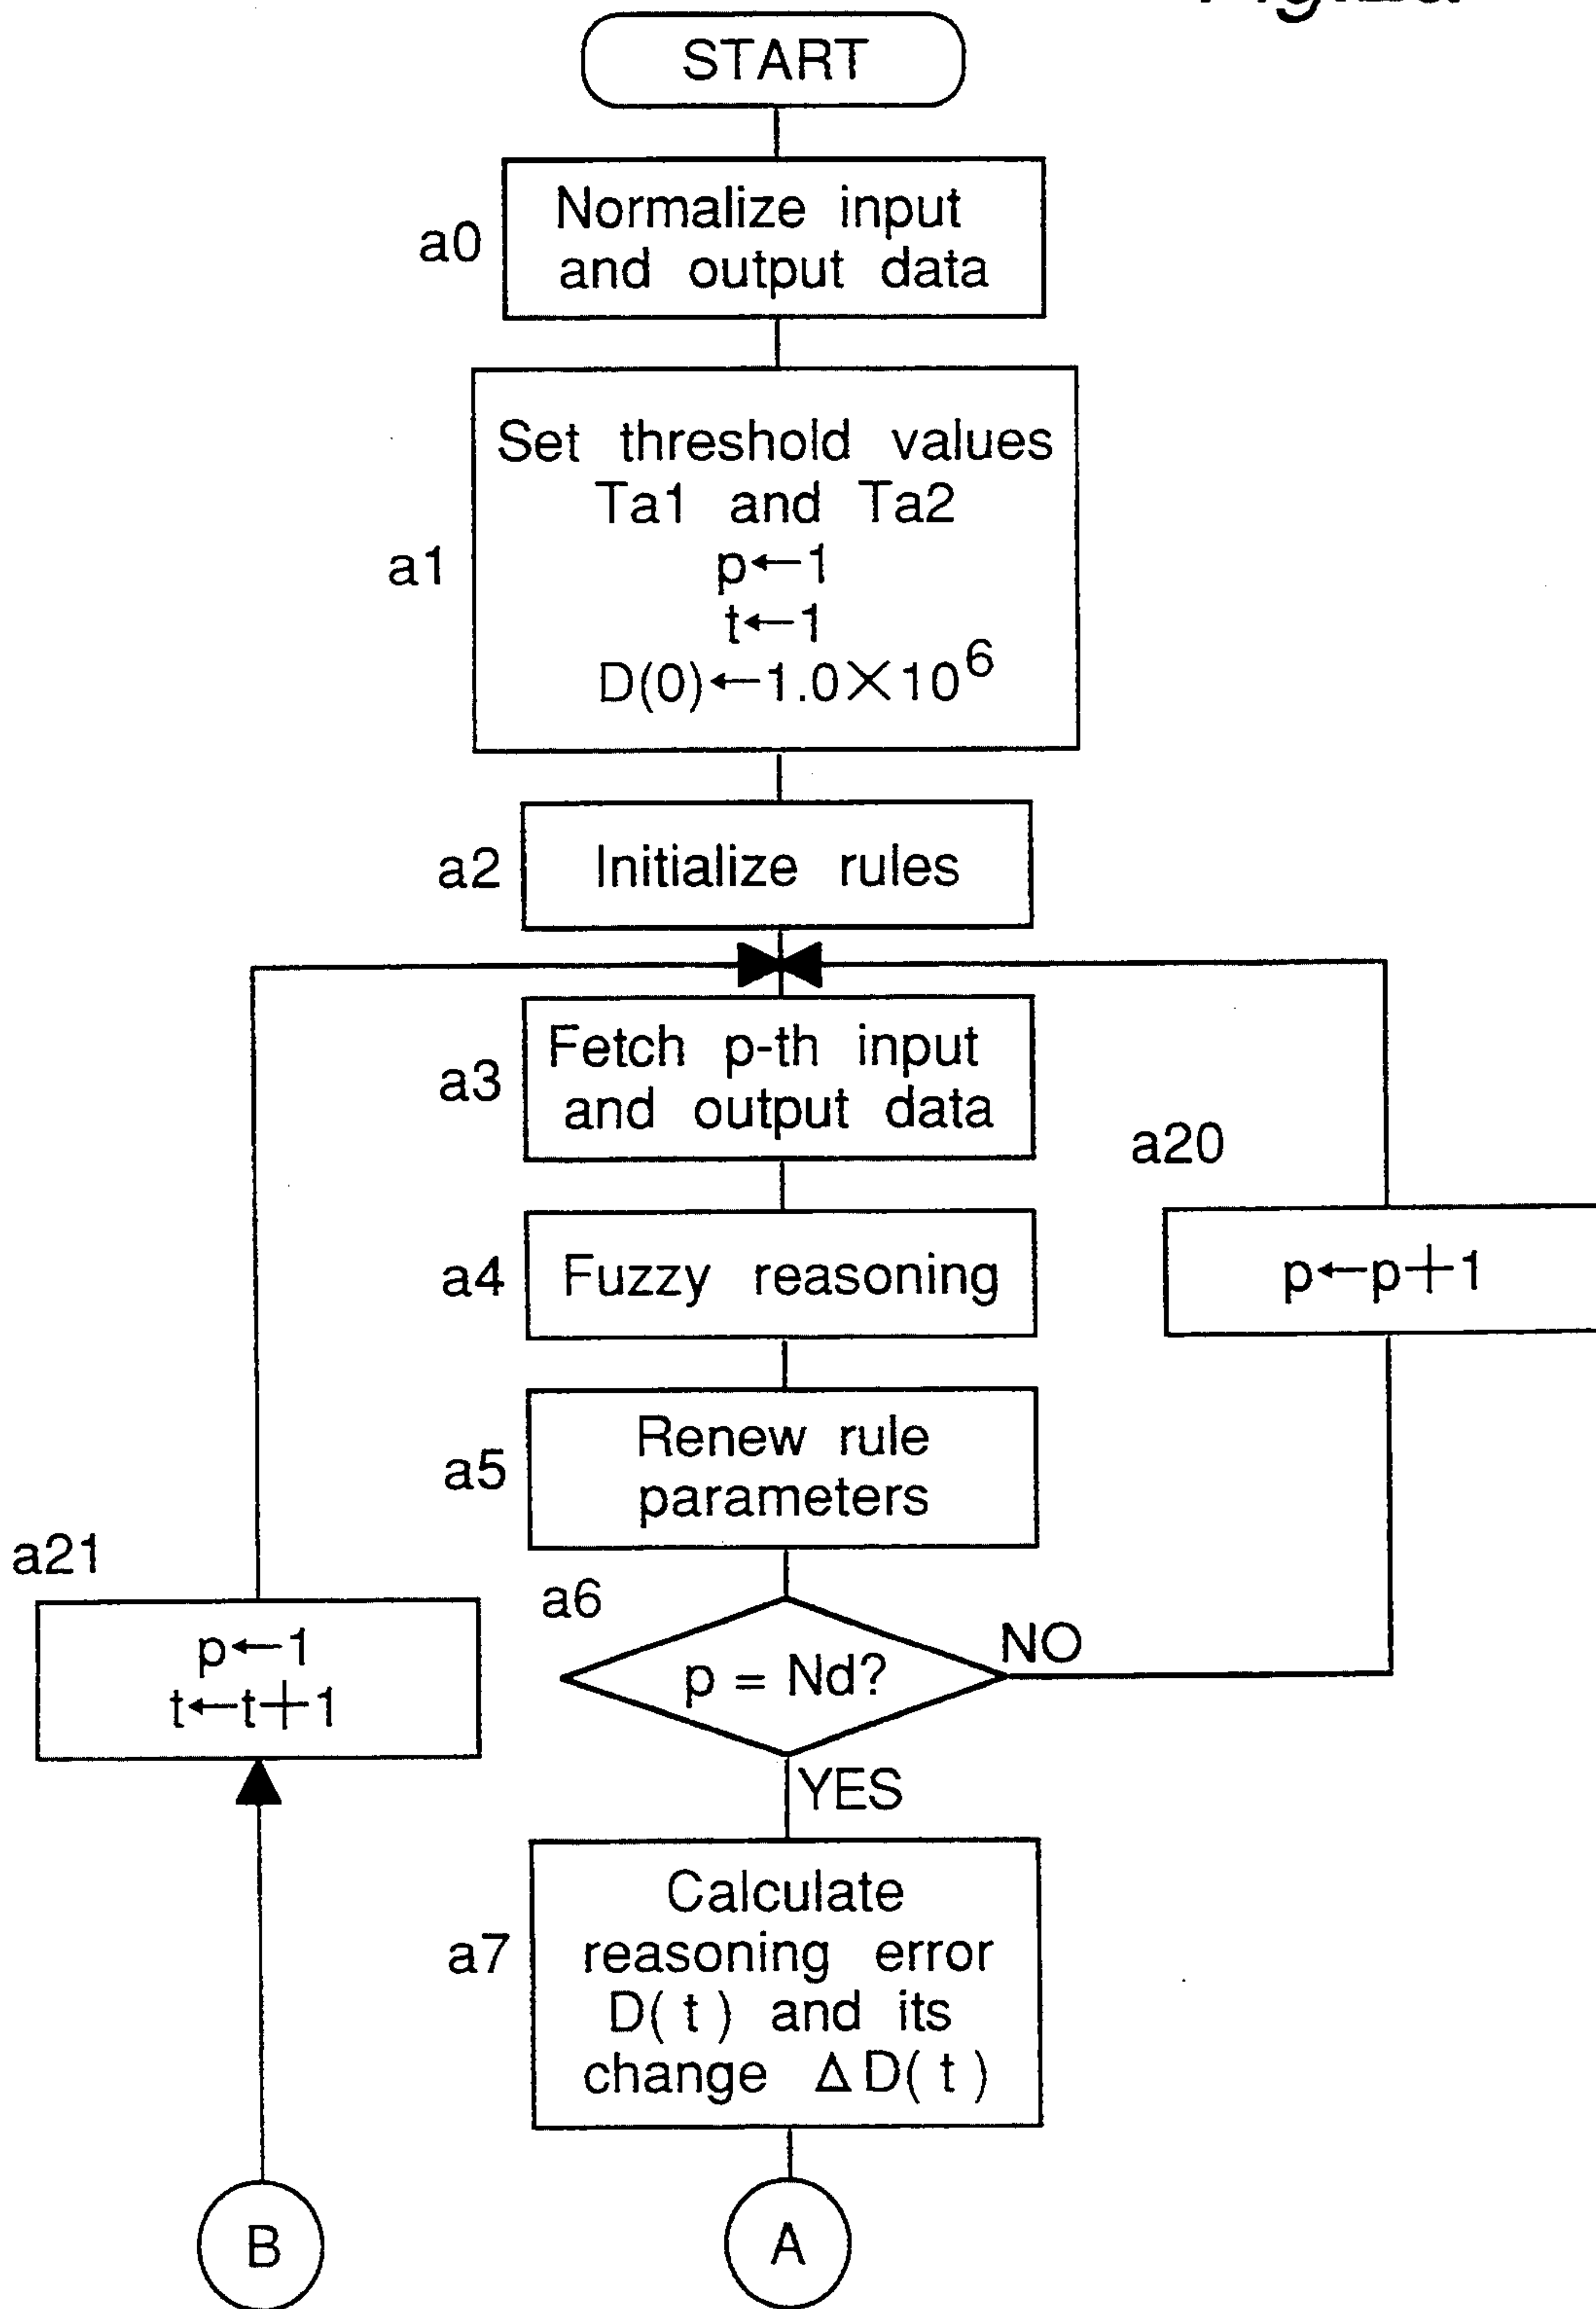 START
a0
Normalize input
and output data
a1
Set threshold values
Ta1 and Ta2
p←1
t←1
D(0)←1.0×10⁶
a2
Initialize rules
a3
Fetch p-th input
and output data
a20
p←p+1
a4
Fuzzy reasoning
a5
Renew rule
parameters
a21
p←1
t←t+1
a6
p = Nd?
NO
YES
a7
Calculate
reasoning error
D( t ) and its
change ΔD( t )
B
A